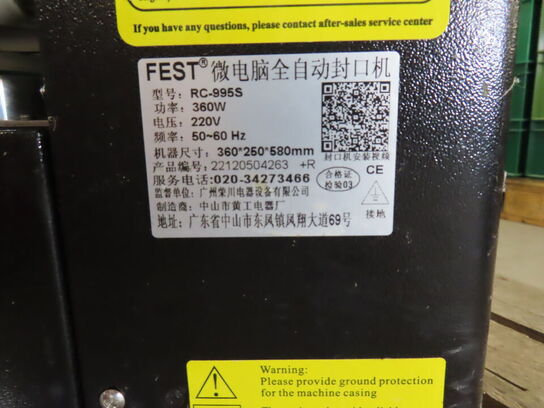 If you have any questions, please contact after-sales service center
FEST® 微电脑全自动封口机
型号: RC-995S
功率: 360W
电压: 220V
频率: 50~60 Hz
机器尺寸: 360*250*580mm
封口机安装视频
产品编号: 22120504263 +R
服务电话:020-34273466
合格证
检验03
CE
监督单位: 广州荣川电器设备有限公司
制造商: 中山市黄工电器厂
接地
地址: 广东省中山市东凤镇凤翔大道69号
Warning:
Please provide ground protection
for the machine casing